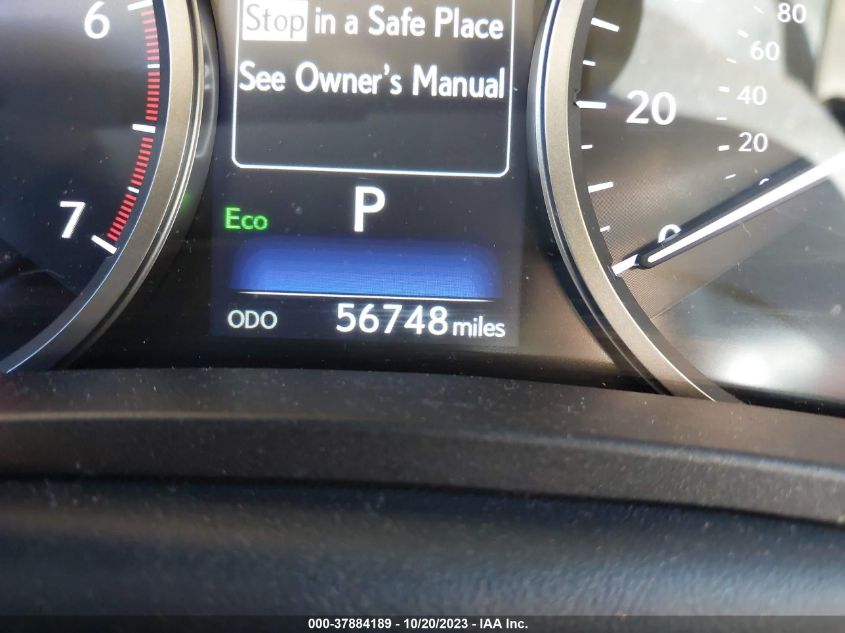 6
7
Stop in a Safe Place
See Owner's Manual
P
Eco
ODO 56748 miles
80
60
40
20
20
0
000-37884189 - 10/20/2023 - IAA Inc.